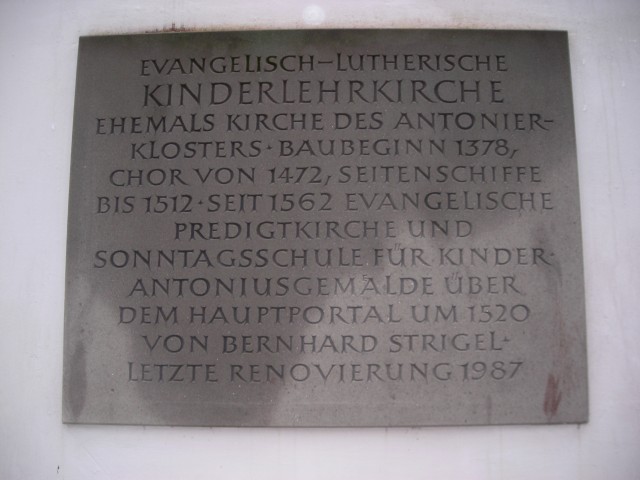 EVANGELISCH-LUTHERISCHE
KINDERLEHRKIRCHE
EHEMALS KIRCHE DES ANTONIER-
KLOSTERS · BAUBEGINN 1378,
CHOR VON 1472, SEITENSCHIFFE
BIS 1512 · SEIT 1562 EVANGELISCHE
PREDIGTKIRCHE UND
SONNTAGSSCHULE FÜR KINDER ·
ANTONIUSGEMÄLDE ÜBER
DEM HAUPTPORTAL UM 1520
VON BERNHARD STRIGEL ·
LETZTE RENOVIERUNG 1987